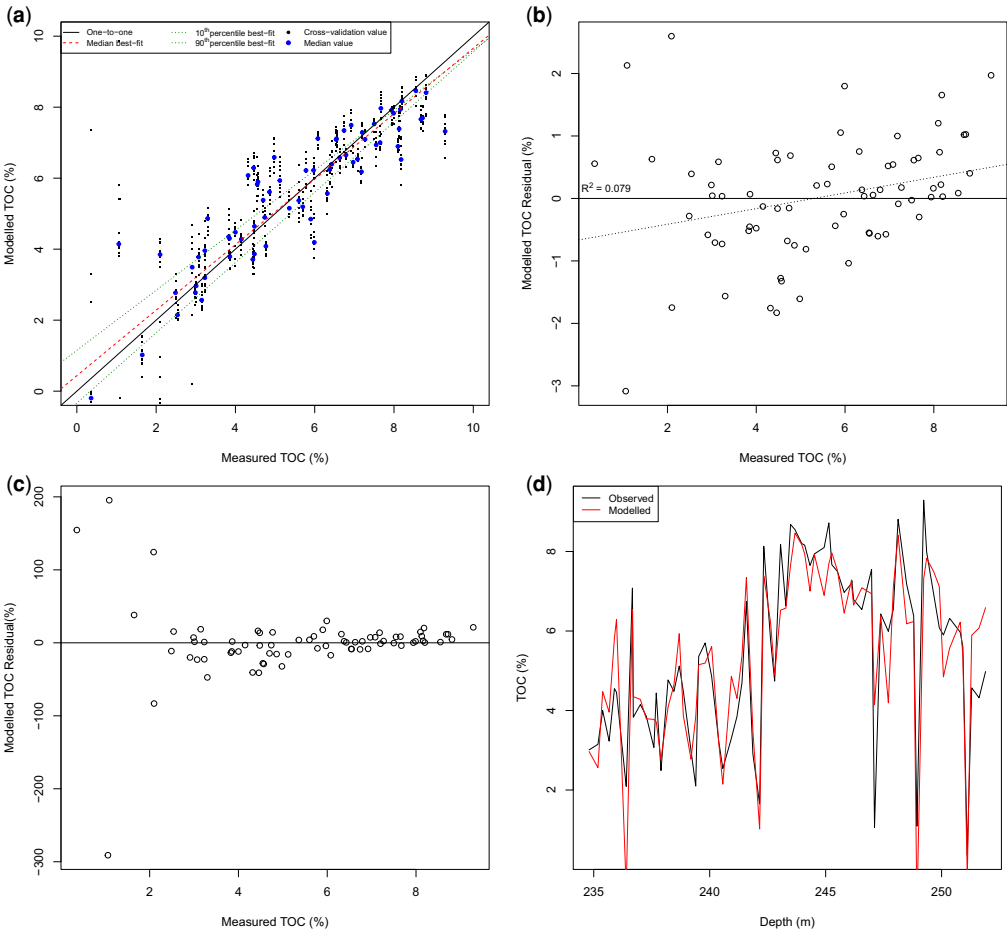 (a)
One-to-one
Median best-fit
10th percentile best-fit
90th percentile best-fit
Cross-validation value
Median value
Modelled TOC (%)
0
2
4
6
8
10
0
2
4
6
8
10
Measured TOC (%)
(b)
Modelled TOC Residual (%)
-3
-2
-1
0
1
2
R² = 0.079
2
4
6
8
Measured TOC (%)
(c)
Modelled TOC Residual(%)
-300
-200
-100
0
100
200
2
4
6
8
Measured TOC (%)
(d)
Observed
Modelled
TOC (%)
2
4
6
8
235
240
245
250
Depth (m)